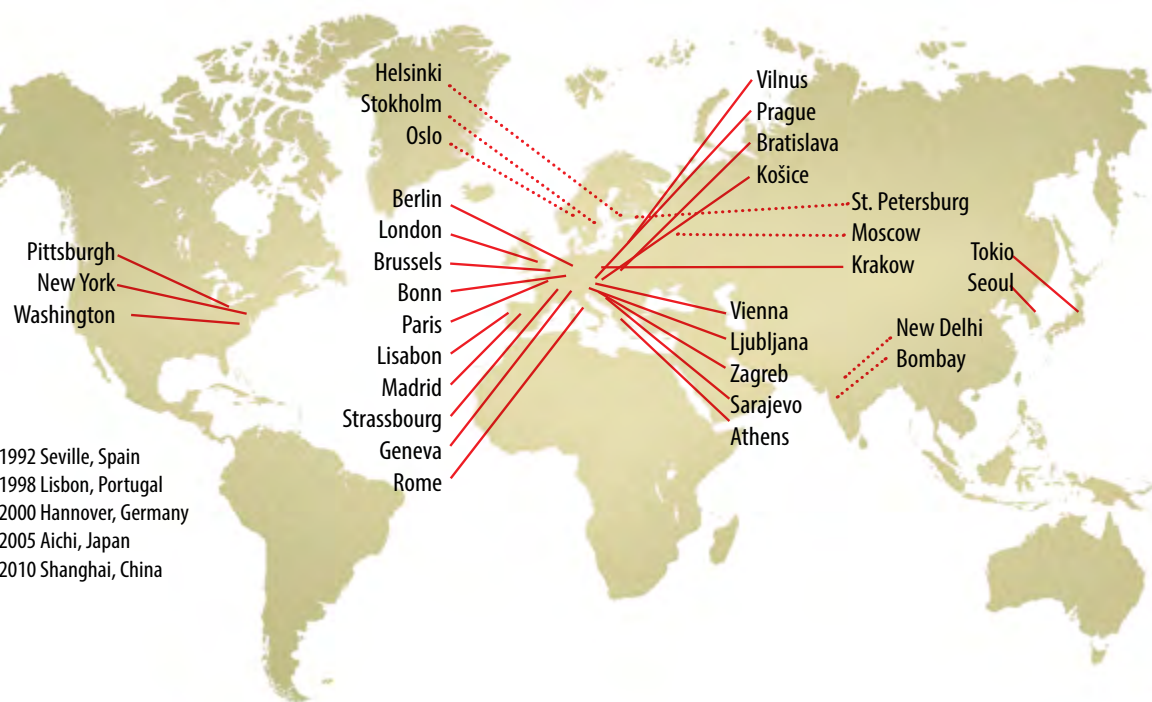 Helsinki
Stokholm
Oslo
Berlin
London
Brussels
Bonn
Paris
Lisabon
Madrid
Strassbourg
Geneva
Rome
Pittsburgh
New York
Washington
Vilnus
Prague
Bratislava
Košice
St. Petersburg
Moscow
Krakow
Tokio
Seoul
New Delhi
Bombay
Vienna
Ljubljana
Zagreb
Sarajevo
Athens
1992 Seville, Spain
1998 Lisbon, Portugal
2000 Hannover, Germany
2005 Aichi, Japan
2010 Shanghai, China